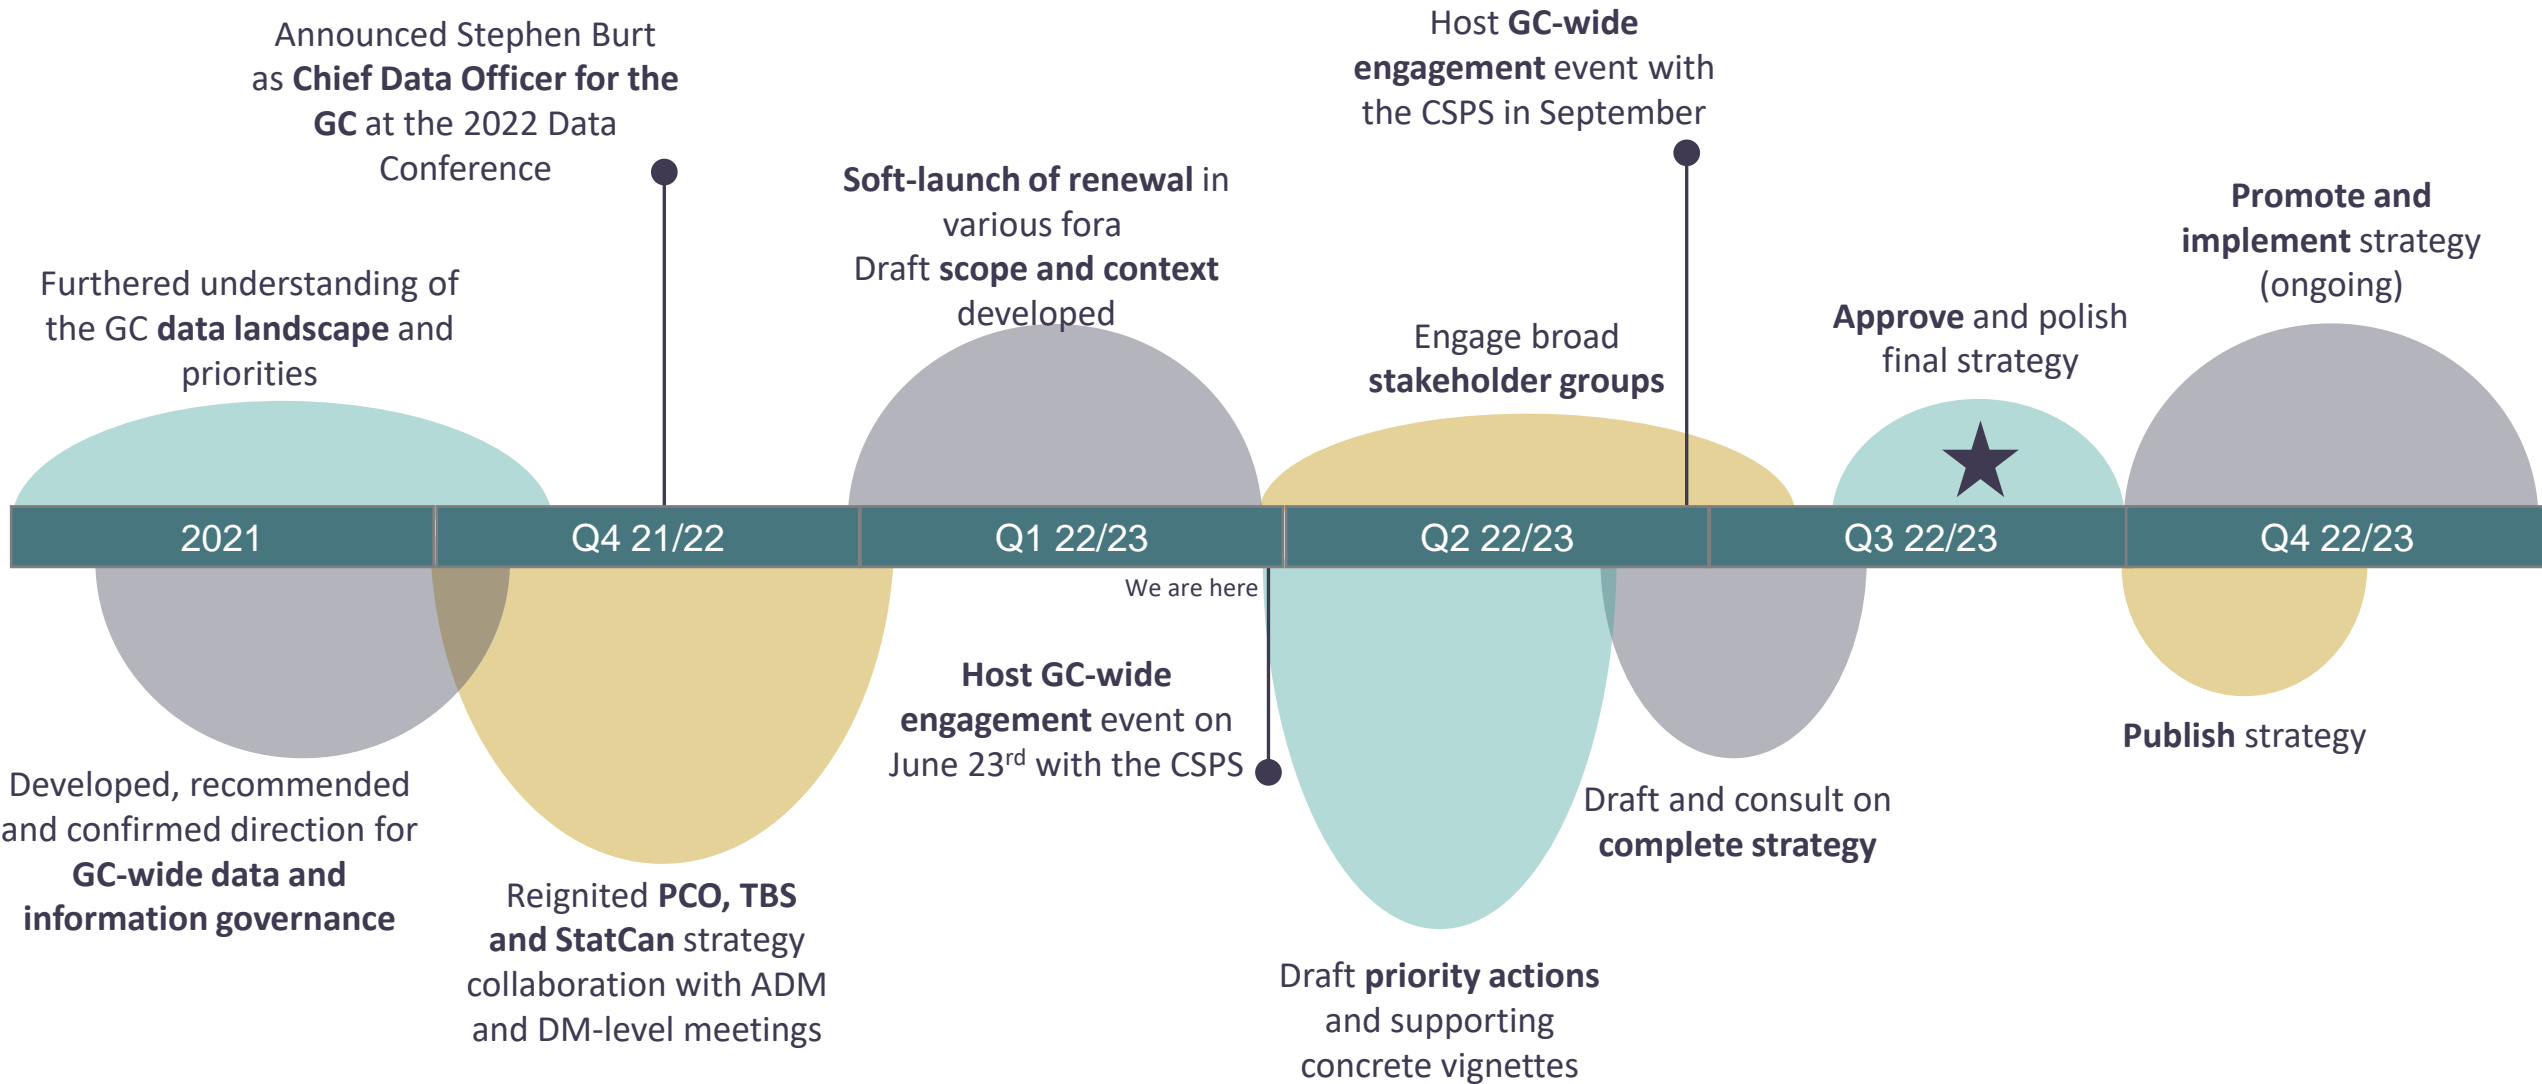 Announced Stephen Burt
as Chief Data Officer for the
GC at the 2022 Data
Conference
Host GC-wide
engagement event with
the CSPS in September
Soft-launch of renewal in
various fora
Draft scope and context
developed
Promote and
implement strategy
(ongoing)
Furthered understanding of
the GC data landscape and
priorities
Engage broad
stakeholder groups
Approve and polish
final strategy
2021
Q4 21/22
Q1 22/23
Q2 22/23
Q3 22/23
Q4 22/23
We are here
Host GC-wide
engagement event on
June 23rd with the CSPS
Publish strategy
Developed, recommended
and confirmed direction for
GC-wide data and
information governance
Draft and consult on
complete strategy
Reignited PCO, TBS
and StatCan strategy
collaboration with ADM
and DM-level meetings
Draft priority actions
and supporting
concrete vignettes